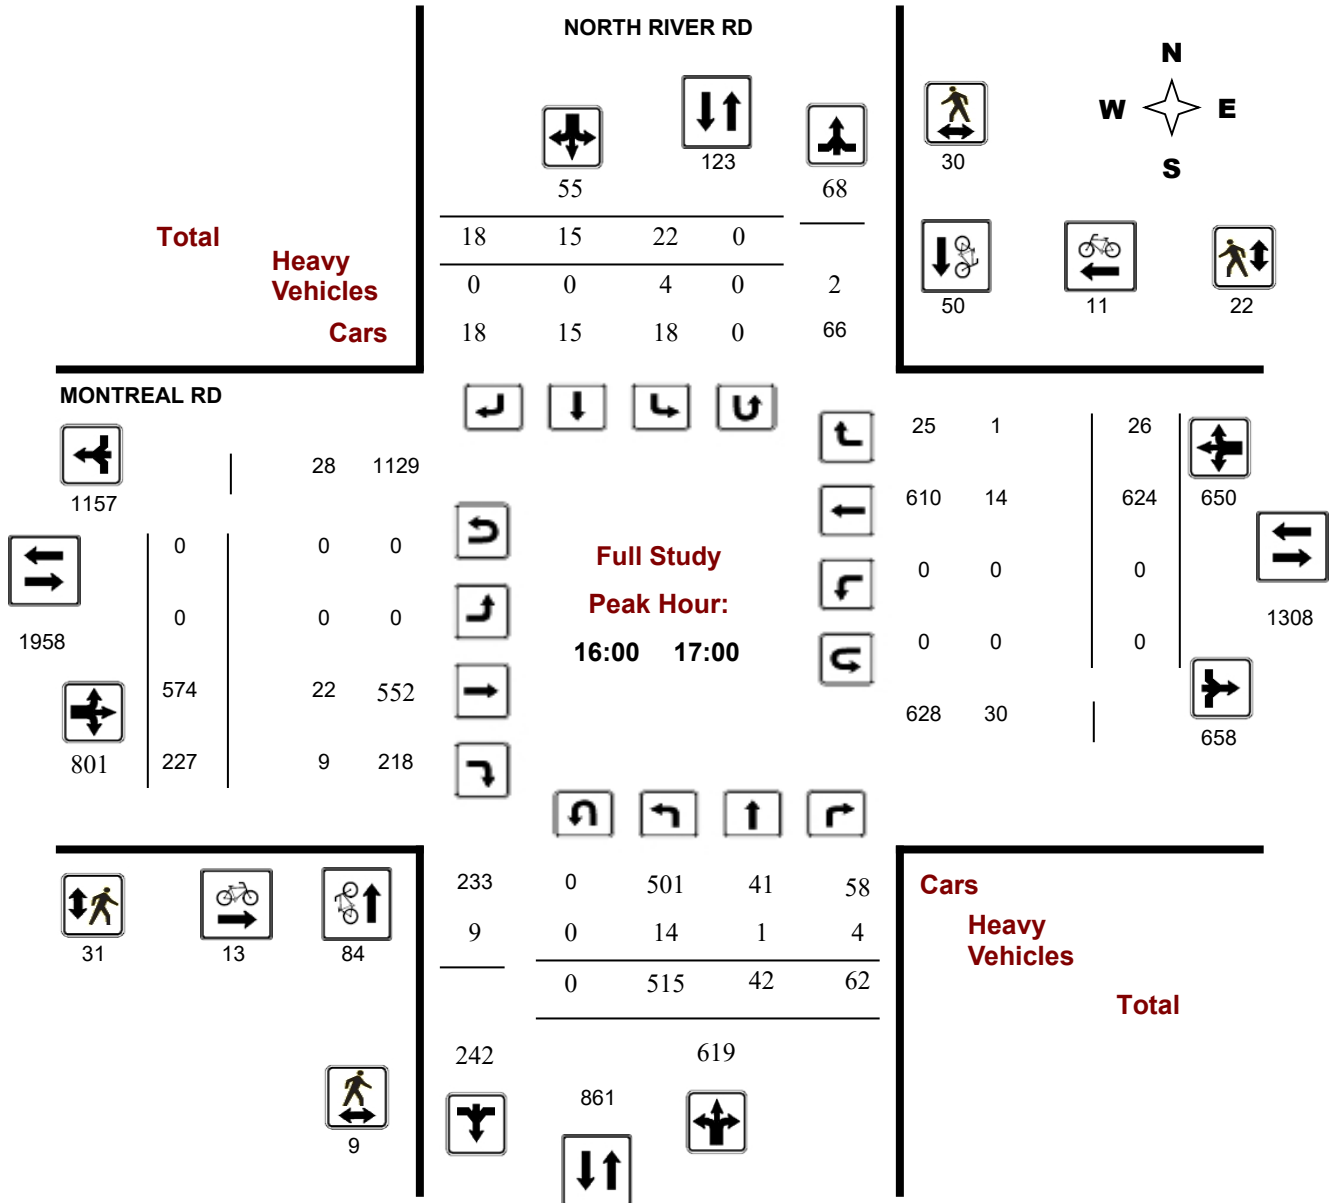 NORTH RIVER RD
N
W E
S
123
30
55
68
Total
18 15 22 0
Heavy
Vehicles
0 0 4 0 2
50 11 22
Cars
18 15 18 0 66
MONTREAL RD
25 1 26
28 1129
1157
610 14 624 650
0 0 0
Full Study
0 0 0
Peak Hour:
0 0 0
1308
1958
16:00 17:00
0 0 0
574 22 552
628 30
658
801 227 9 218
233 0 501 41 58
Cars
9 0 14 1 4
Heavy
Vehicles
31 13 84
0 515 42 62
Total
242 619
861
9